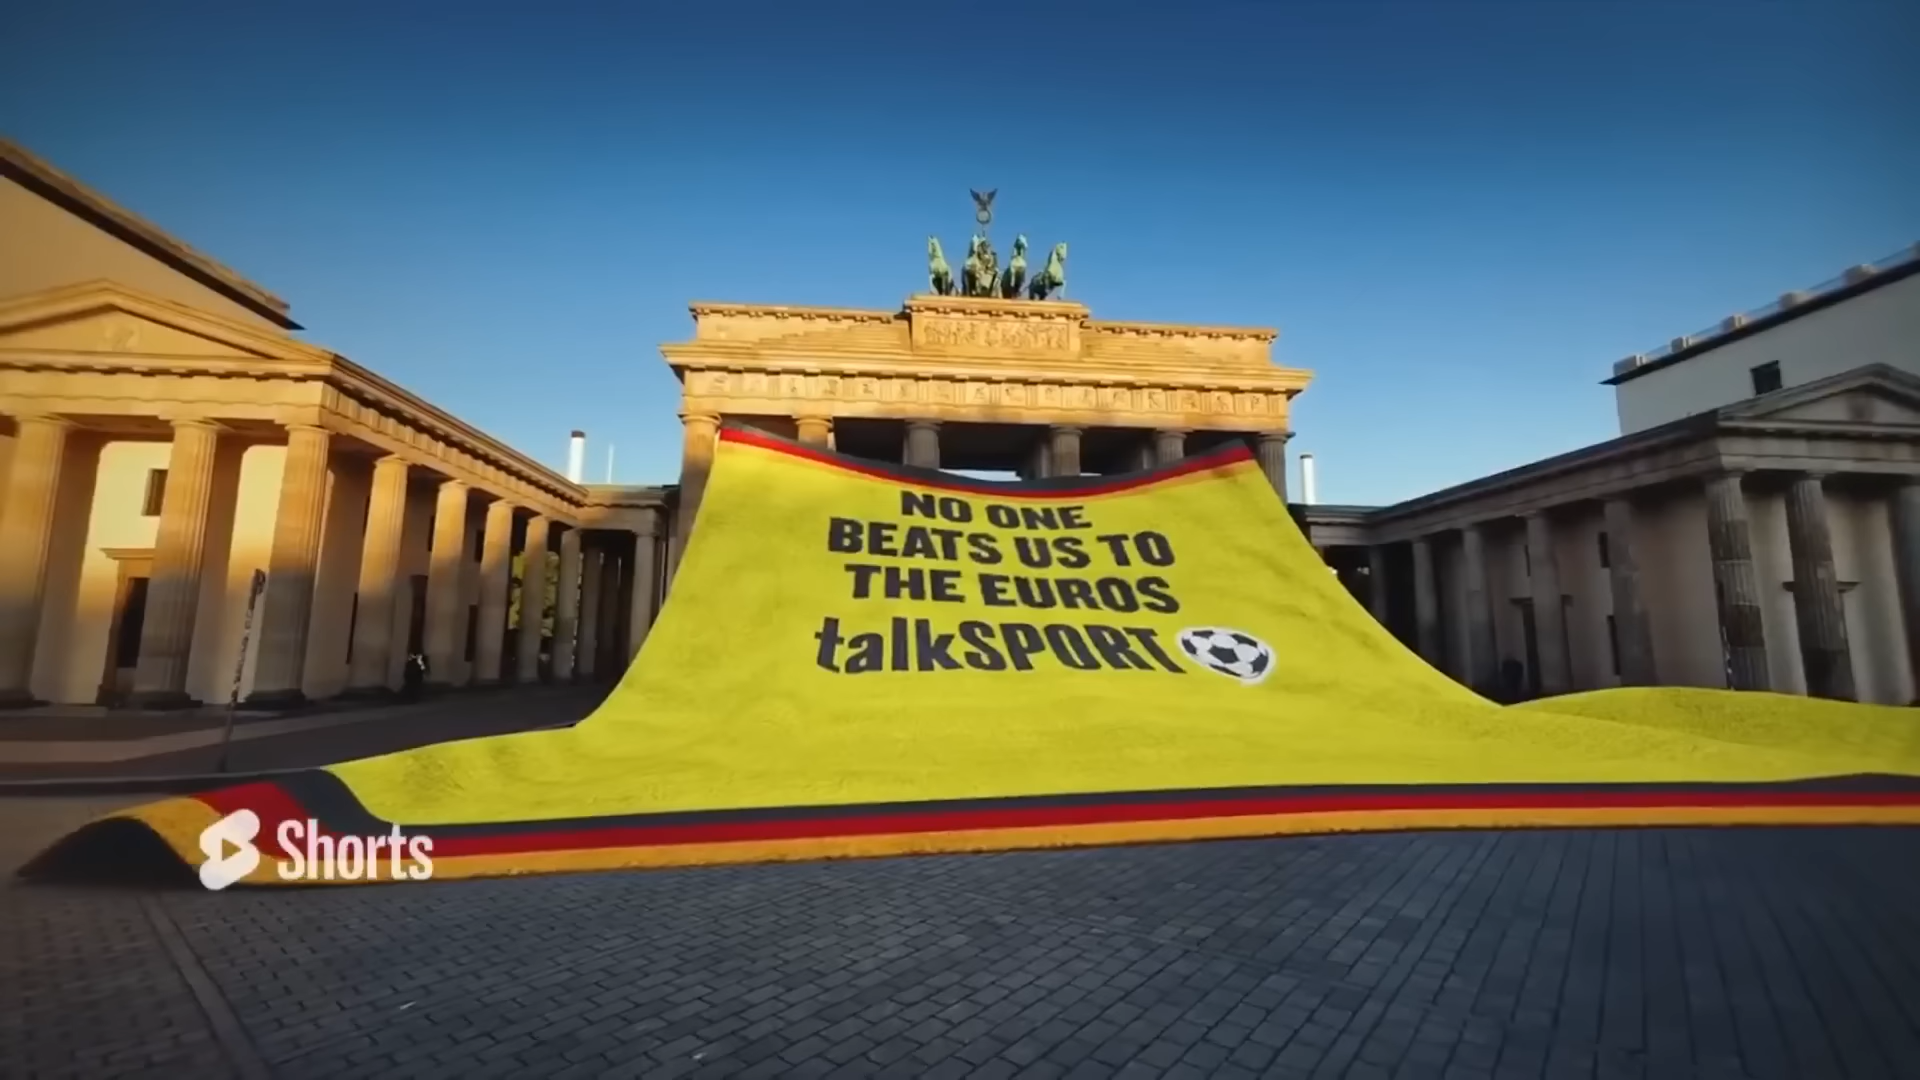 NO ONE
BEATS US TO
THE EUROS
talkSPORT
Shorts